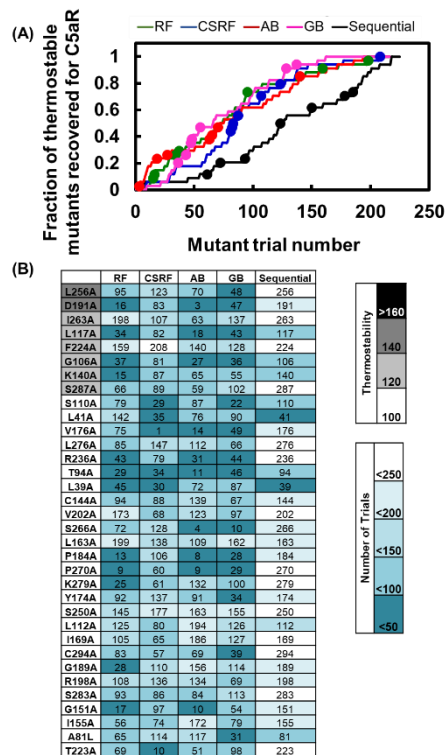 RF CSRF AB GB Sequential
(A)
Fraction of thermostable
mutants recovered for C5aR
1
0.8
0.6
0.4
0.2
0
0 50 100 150 200 250
Mutant trial number
(B)
RF CSRF AB GB Sequential
L256A 95 123 70 48 256
D191A 16 83 3 47 191
I263A 198 107 63 137 263
L117A 34 82 18 43 117
F224A 159 208 140 128 224
G106A 37 81 27 36 106
K140A 15 87 65 55 140
S287A 66 89 59 102 287
S110A 79 29 87 22 110
L41A 142 35 76 90 41
V176A 75 1 14 49 176
L276A 85 147 112 66 276
R236A 43 79 31 44 236
T94A 29 34 11 46 94
L39A 45 30 72 87 39
C144A 94 88 139 67 144
V202A 173 68 123 97 202
S266A 72 128 4 10 266
L163A 199 138 109 162 163
P184A 13 106 8 28 184
P270A 9 60 9 29 270
K279A 25 61 132 100 279
Y174A 92 137 91 34 174
S250A 145 177 163 155 250
L112A 125 80 194 126 112
I169A 105 65 186 127 169
C294A 83 57 69 39 294
G189A 28 110 156 114 189
R198A 108 136 134 69 198
S283A 93 86 84 113 283
G151A 17 97 10 54 151
I155A 56 74 172 79 155
A81L 65 114 117 31 81
T223A 69 10 51 98 223
Thermostability
>160
140
120
100
Number of Trials
<250
<200
<150
<100
<50